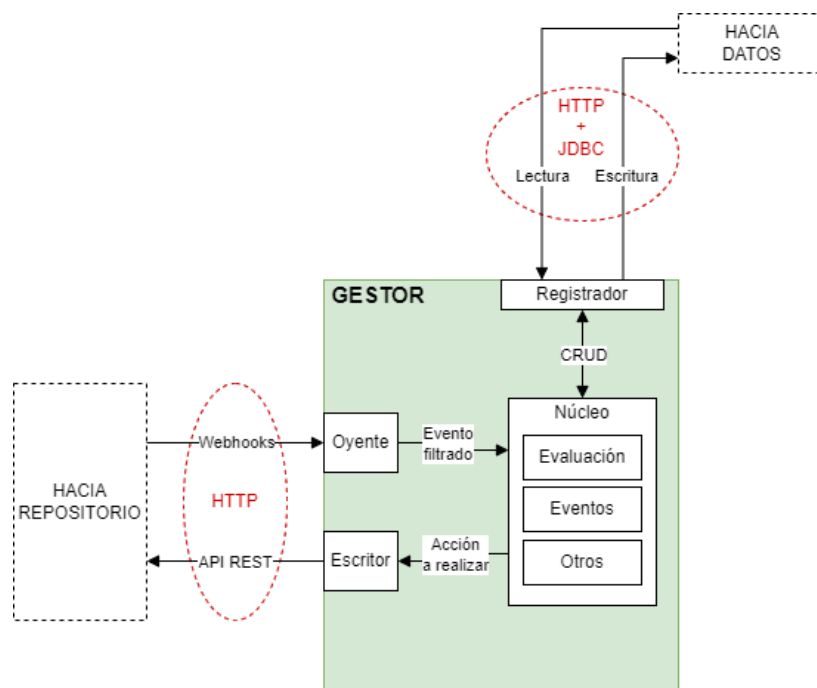 HACIA
DATOS
HTTP
+
JDBC
Lectura
Escritura
GESTOR
Registrador
CRUD
Núcleo
Webhooks
Oyente
Evento
filtrado
Evaluación
HACIA
REPOSITORIO
HTTP
Eventos
API REST
Escritor
Acción
a realizar
Otros